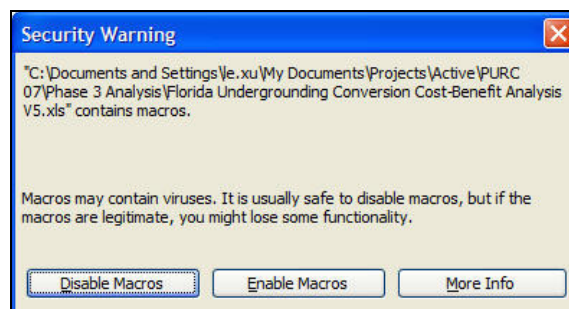 Security Warning
"C:\Documents and Settings\le.xu\My Documents\Projects\Active\PURC
07\Phase 3 Analysis\Florida Undergrounding Conversion Cost-Benefit Analysis
V5.xls" contains macros.
Macros may contain viruses. It is usually safe to disable macros, but if the
macros are legitimate, you might lose some functionality.
Disable Macros
Enable Macros
More Info